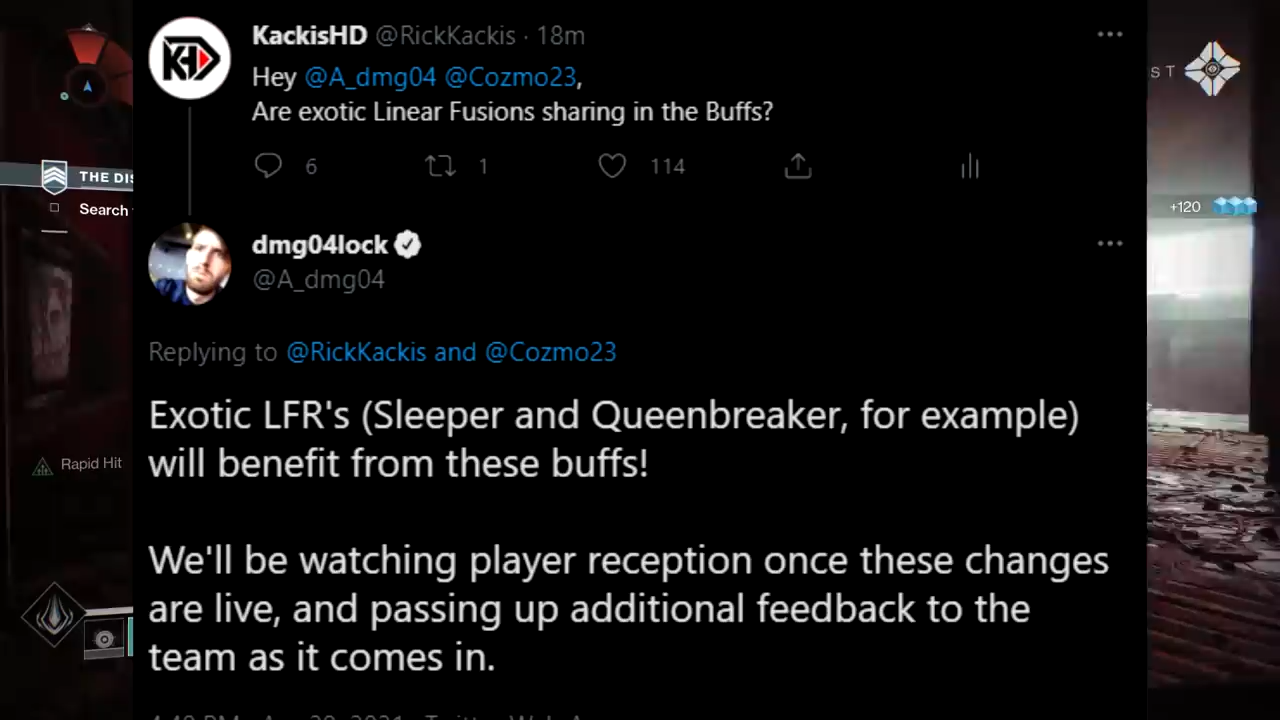 KackisHD @RickKackis · 18m
Hey @A_dmg04 @Cozmo23,
Are exotic Linear Fusions sharing in the Buffs?
6 1 114
dmg04lock
@A_dmg04
Replying to @RickKackis and @Cozmo23
Exotic LFR's (Sleeper and Queenbreaker, for example)
will benefit from these buffs!
We'll be watching player reception once these changes
are live, and passing up additional feedback to the
team as it comes in.
THE DIS
Search
Rapid Hit
ST
+120